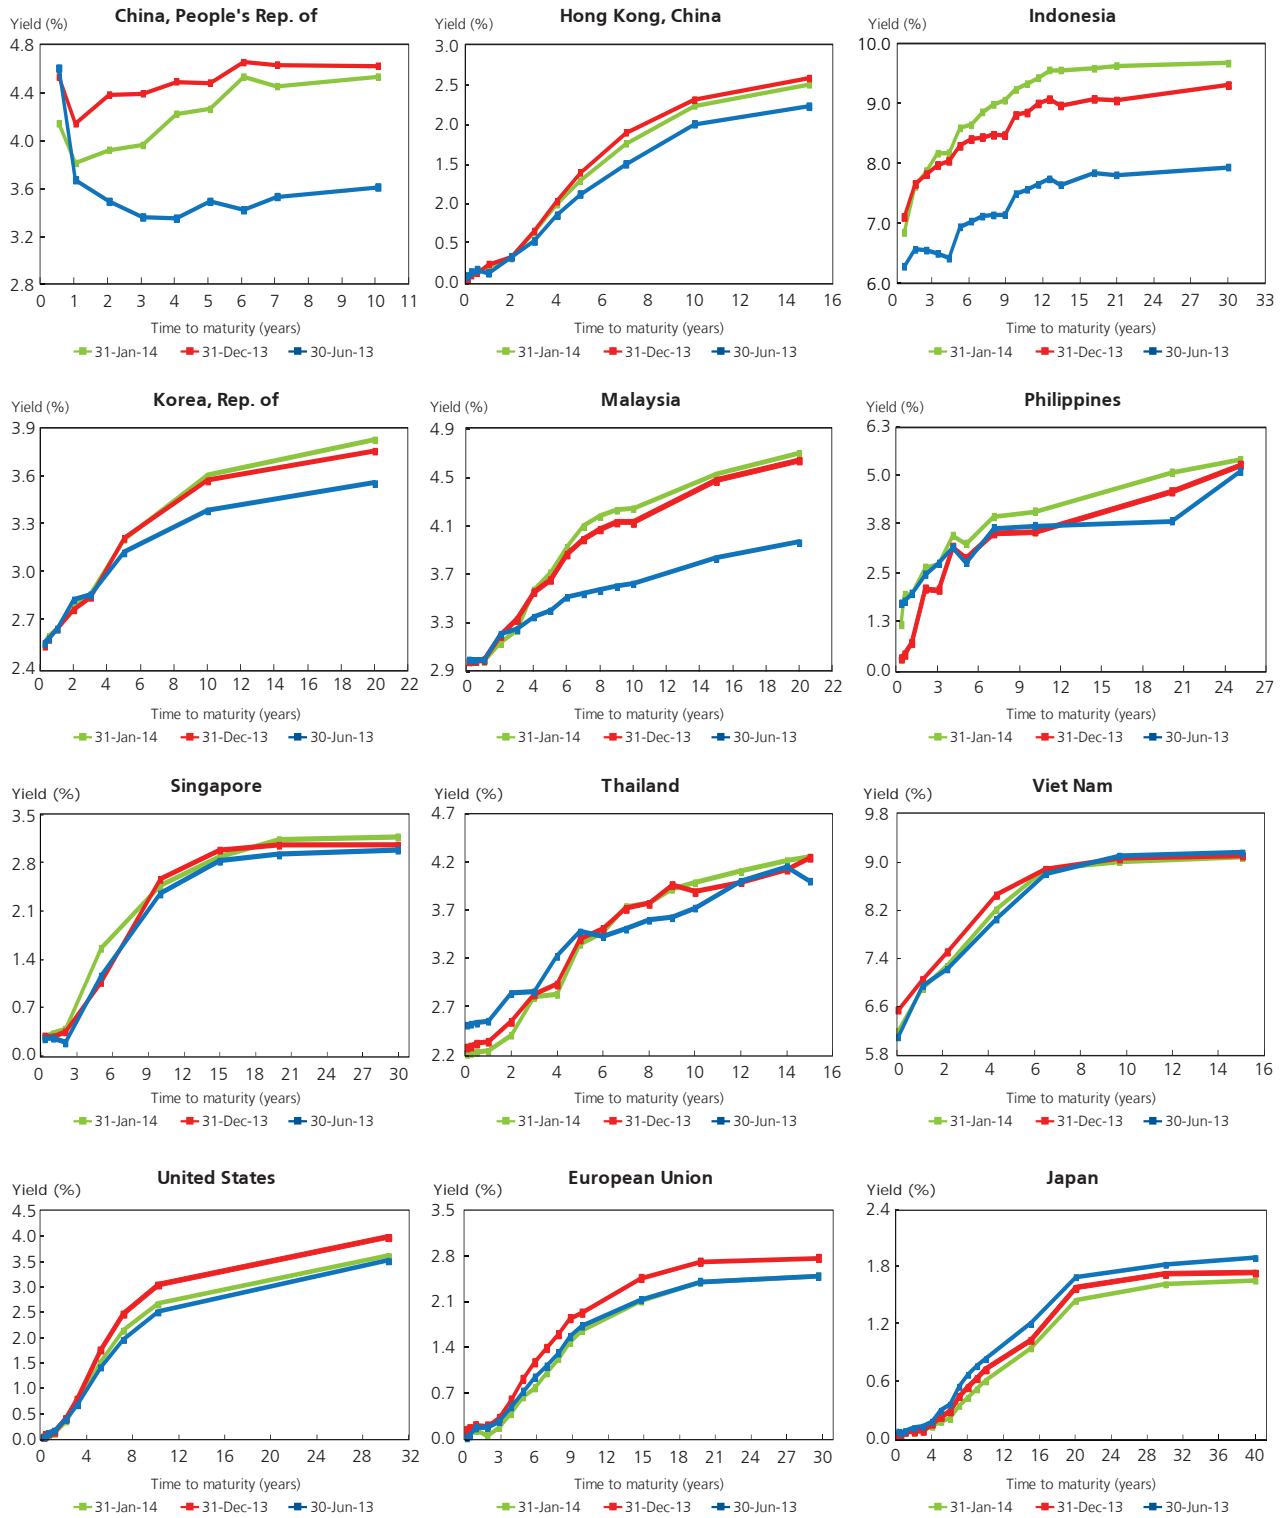 China, People's Rep. of
Yield (%)
4.8
4.4
4.0
3.6
3.2
2.8
0 1 2 3 4 5 6 7 8 9 10 11
Time to maturity (years)
31-Jan-14 31-Dec-13 30-Jun-13
Hong Kong, China
Yield (%)
3.0
2.5
2.0
1.5
2.0
0.5
0.0
0 2 4 6 8 10 12 14 16
Time to maturity (years)
31-Jan-14 31-Dec-13 30-Jun-13
Indonesia
Yield (%)
10.0
9.0
8.0
7.0
6.0
0 3 6 9 12 15 18 21 24 27 30 33
Time to maturity (years)
31-Jan-14 31-Dec-13 30-Jun-13
Korea, Rep. of
Yield (%)
3.9
3.6
3.3
3.0
2.7
2.4
0 2 4 6 8 10 12 14 16 18 20 22
Time to maturity (years)
31-Jan-14 31-Dec-13 30-Jun-13
Malaysia
Yield (%)
4.9
4.5
4.1
3.7
3.3
2.9
0 2 4 6 8 10 12 14 16 18 20 22
Time to maturity (years)
31-Jan-14 31-Dec-13 30-Jun-13
Philippines
Yield (%)
6.3
5.0
3.8
2.5
1.3
0.0
0 3 6 9 12 15 18 21 24 27
Time to maturity (years)
31-Jan-14 31-Dec-13 30-Jun-13
Singapore
Yield (%)
3.5
2.8
2.1
1.4
0.7
0.0
0 3 6 9 12 15 18 21 24 27 30
Time to maturity (years)
31-Jan-14 31-Dec-13 30-Jun-13
Thailand
Yield (%)
4.7
4.2
3.7
3.2
2.7
2.2
0 2 4 6 8 10 12 14 16
Time to maturity (years)
31-Jan-14 31-Dec-13 30-Jun-13
Viet Nam
Yield (%)
9.8
9.0
8.2
7.4
6.6
5.8
0 2 4 6 8 10 12 14 16
Time to maturity (years)
31-Jan-14 31-Dec-13 30-Jun-13
United States
Yield (%)
4.5
4.0
3.5
3.0
2.5
2.0
1.5
1.0
0.5
0.0
0 4 8 12 16 20 24 28 32
Time to maturity (years)
31-Jan-14 31-Dec-13 30-Jun-13
European Union
Yield (%)
3.5
2.8
2.1
1.4
0.7
0.0
0 3 6 9 12 15 18 21 24 27 30
Time to maturity (years)
31-Jan-14 31-Dec-13 30-Jun-13
Japan
Yield (%)
2.4
1.8
1.2
0.6
0.0
0 4 8 12 16 20 24 28 32 36 40
Time to maturity (years)
31-Jan-14 31-Dec-13 30-Jun-13